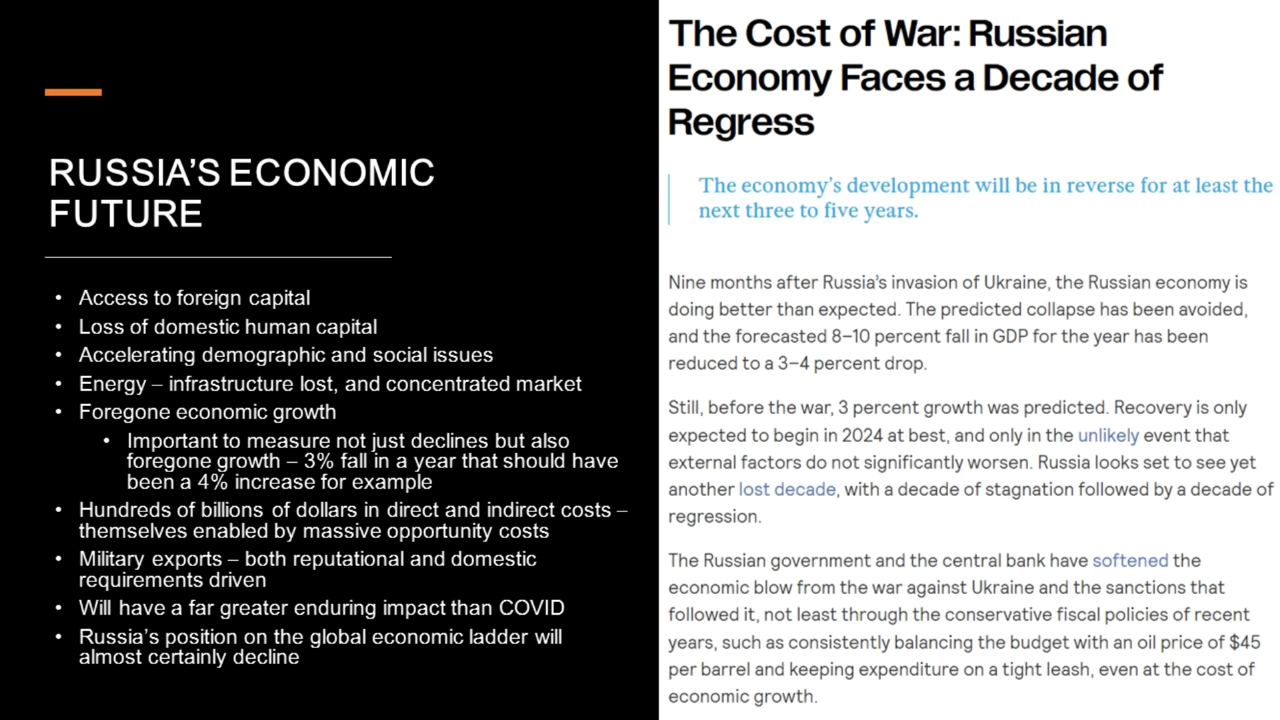 RUSSIA'S ECONOMIC
FUTURE
• Access to foreign capital
• Loss of domestic human capital
• Accelerating demographic and social issues
• Energy – infrastructure lost, and concentrated market
• Foregone economic growth
• Important to measure not just declines but also
foregone growth – 3% fall in a year that should have
been a 4% increase for example
• Hundreds of billions of dollars in direct and indirect costs –
themselves enabled by massive opportunity costs
• Military exports – both reputational and domestic
requirements driven
• Will have a far greater enduring impact than COVID
• Russia's position on the global economic ladder will
almost certainly decline
The Cost of War: Russian
Economy Faces a Decade of
Regress
The economy's development will be in reverse for at least the
next three to five years.
Nine months after Russia's invasion of Ukraine, the Russian economy is
doing better than expected. The predicted collapse has been avoided,
and the forecasted 8–10 percent fall in GDP for the year has been
reduced to a 3–4 percent drop.
Still, before the war, 3 percent growth was predicted. Recovery is only
expected to begin in 2024 at best, and only in the unlikely event that
external factors do not significantly worsen. Russia looks set to see yet
another lost decade, with a decade of stagnation followed by a decade of
regression.
The Russian government and the central bank have softened the
economic blow from the war against Ukraine and the sanctions that
followed it, not least through the conservative fiscal policies of recent
years, such as consistently balancing the budget with an oil price of $45
per barrel and keeping expenditure on a tight leash, even at the cost of
economic growth.